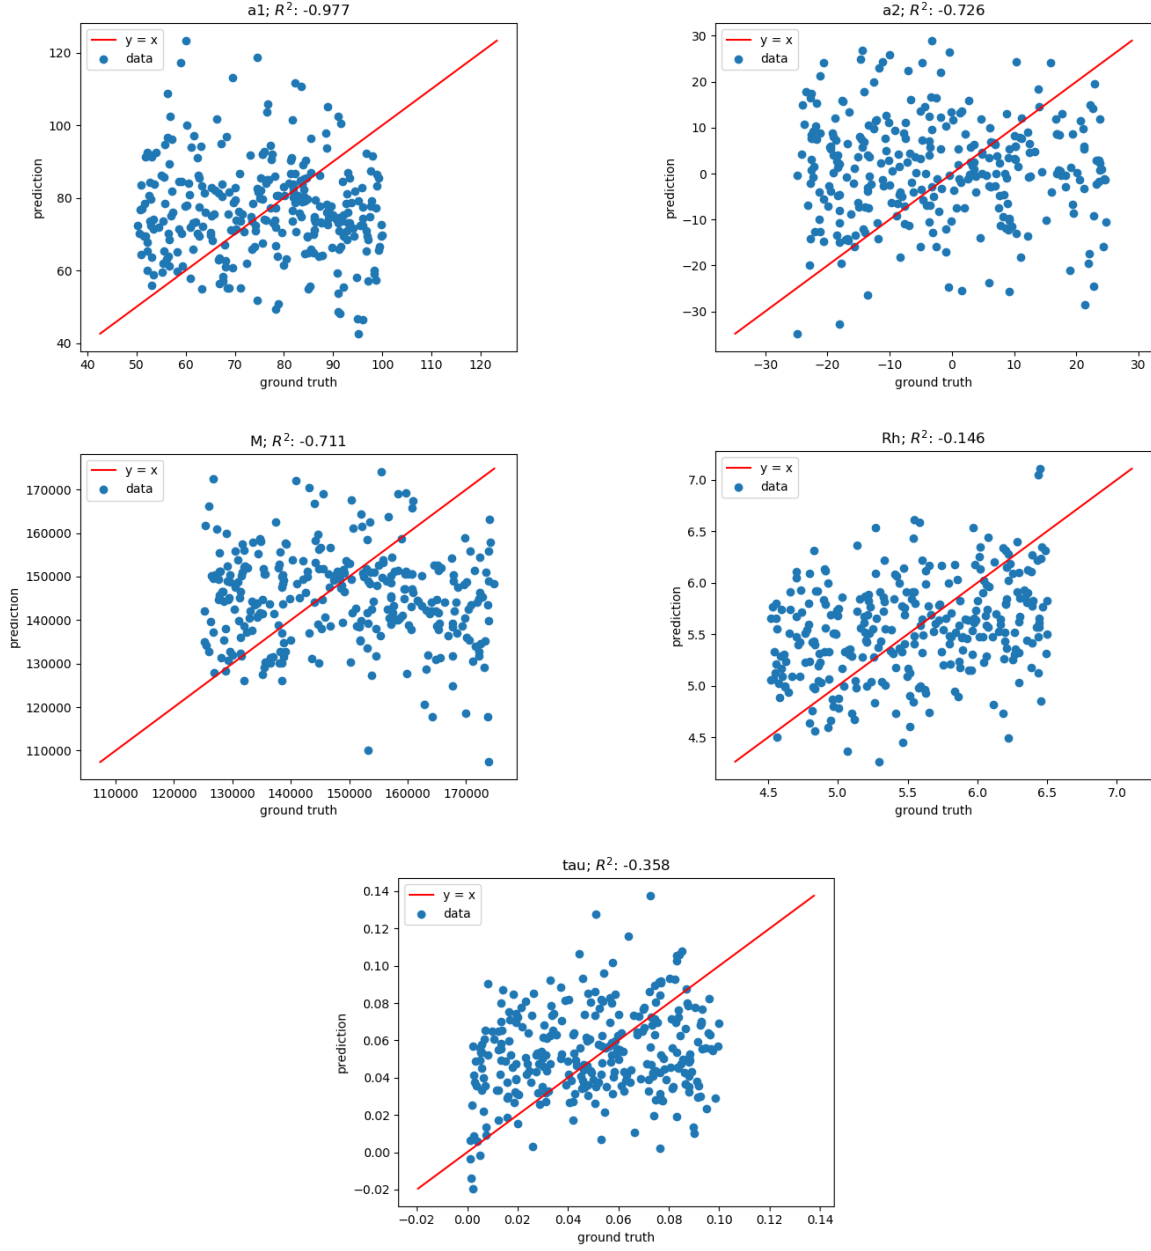 a1; R²: -0.977
y = x
data
120
100
80
60
40
prediction
40 50 60 70 80 90 100 110 120
ground truth
a2; R²: -0.726
y = x
data
30
20
10
0
−10
−20
−30
prediction
−30 −20 −10 0 10 20 30
ground truth
M; R²: -0.711
y = x
data
170000
160000
150000
140000
130000
120000
110000
prediction
110000 120000 130000 140000 150000 160000 170000
ground truth
Rh; R²: -0.146
y = x
data
7.0
6.5
6.0
5.5
5.0
4.5
prediction
4.5 5.0 5.5 6.0 6.5 7.0
ground truth
tau; R²: -0.358
y = x
data
0.14
0.12
0.10
0.08
0.06
0.04
0.02
0.00
−0.02
prediction
−0.02 0.00 0.02 0.04 0.06 0.08 0.10 0.12 0.14
ground truth